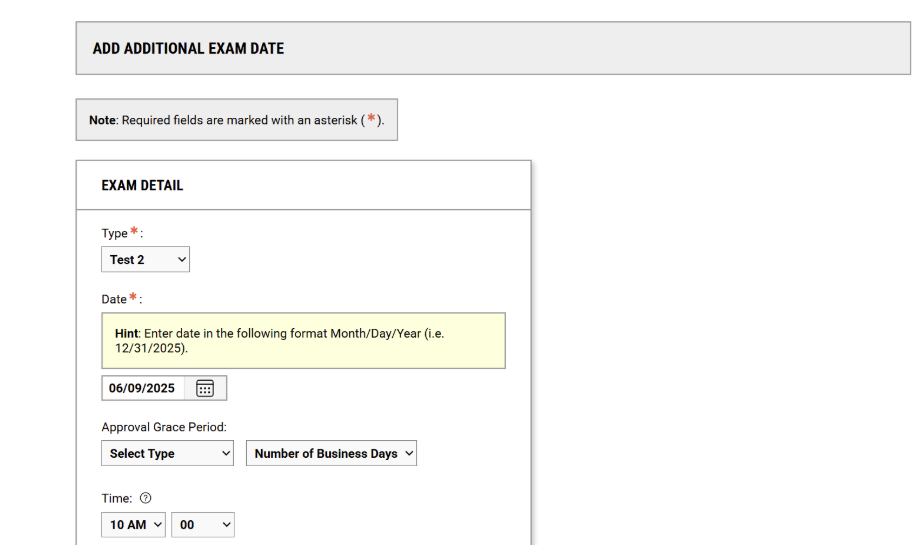 ADD ADDITIONAL EXAM DATE
Note: Required fields are marked with an asterisk (*).
EXAM DETAIL
Type*:
Test 2
Date*:
Hint: Enter date in the following format Month/Day/Year (i.e.
12/31/2025).
06/09/2025
Approval Grace Period:
Select Type Number of Business Days
Time: ?
10 AM 00